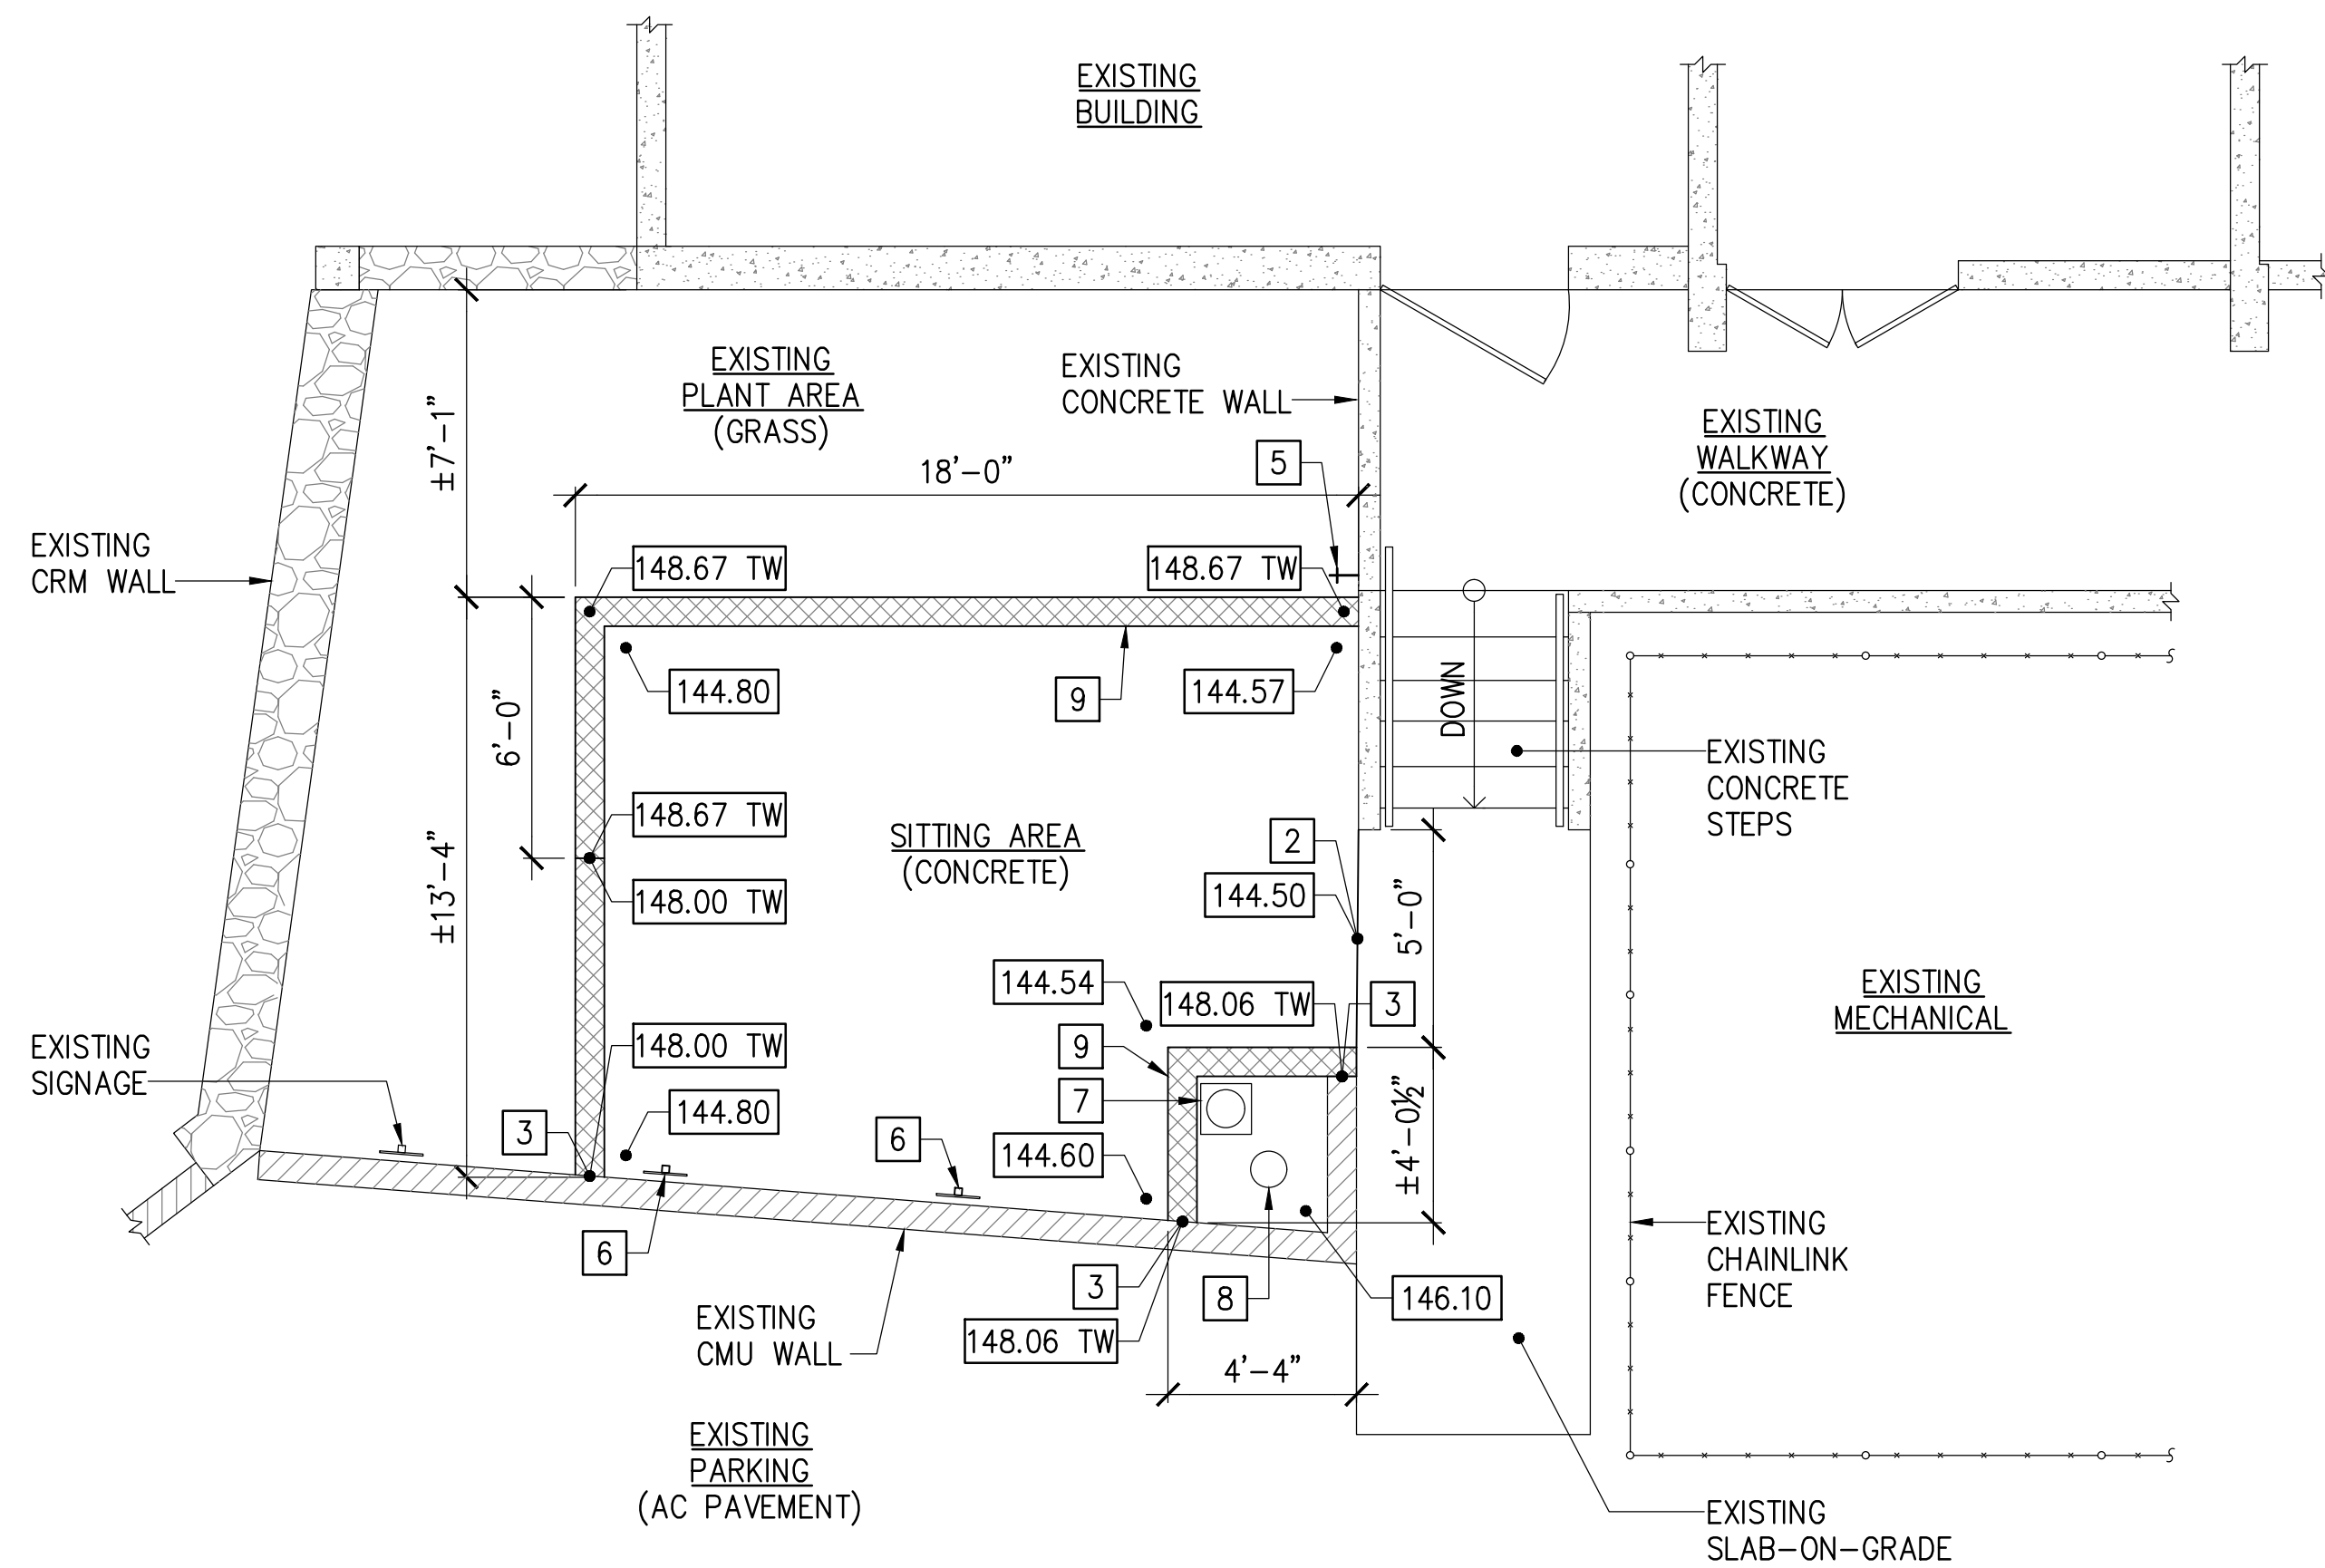 EXISTING
BUILDING
EXISTING
PLANT AREA
(GRASS)
EXISTING
CONCRETE WALL
EXISTING
WALKWAY
(CONCRETE)
±7'-1"
18'-0"
5
EXISTING
CRM WALL
148.67 TW
148.67 TW
144.80
9
144.57
6'-0"
DOWN
EXISTING
CONCRETE
STEPS
148.67 TW
148.00 TW
SITTING AREA
(CONCRETE)
2
144.50
±13'-4"
5'-0"
144.54
148.06 TW
3
EXISTING
MECHANICAL
EXISTING
SIGNAGE
148.00 TW
144.80
3
9
7
6
144.60
±4'-0½"
6
3
8
146.10
148.06 TW
EXISTING
CMU WALL
4'-4"
EXISTING
CHAINLINK
FENCE
EXISTING
PARKING
(AC PAVEMENT)
EXISTING
SLAB-ON-GRADE